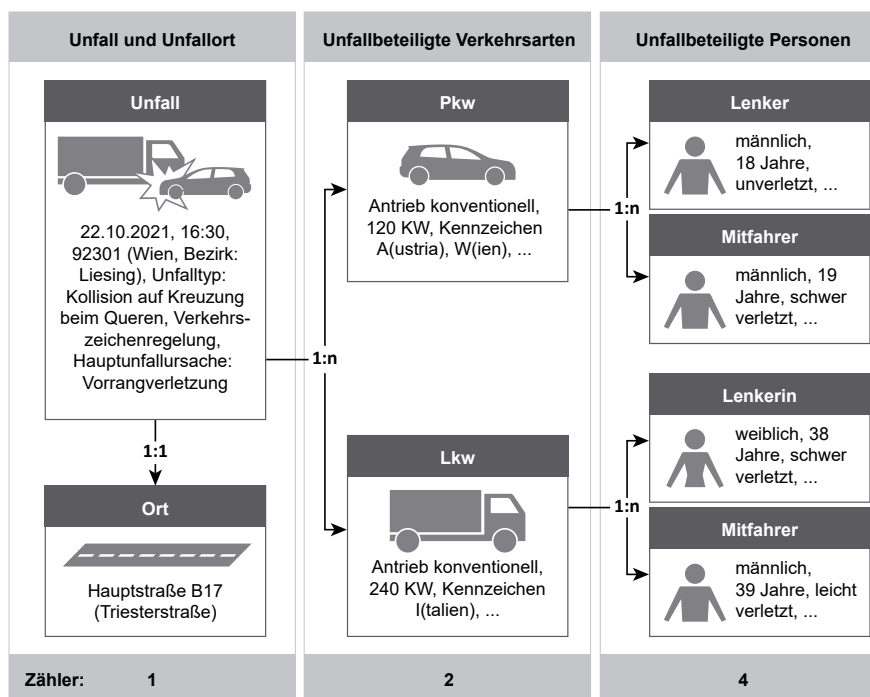 Unfall und Unfallort
Unfall
22.10.2021, 16:30,
92301 (Wien, Bezirk:
Liesing), Unfalltyp:
Kollision auf Kreuzung
beim Queren, Verkehrs-
zeichenregelung,
Hauptunfallursache:
Vorrangverletzung
1:1
Ort
Hauptstraße B17
(Triesterstraße)
1:n
Unfallbeteiligte Verkehrsarten
Pkw
Antrieb konventionell,
120 KW, Kennzeichen
A(ustria), W(ien), ...
1:n
Lkw
Antrieb konventionell,
240 KW, Kennzeichen
I(talien), ...
1:n
Unfallbeteiligte Personen
Lenker
männlich,
18 Jahre,
unverletzt, ...
Mitfahrer
männlich, 19
Jahre, schwer
verletzt, ...
Lenkerin
weiblich, 38
Jahre, schwer
verletzt, ...
Mitfahrer
männlich,
39 Jahre, leicht
verletzt, ...
Zähler: 1 2 4